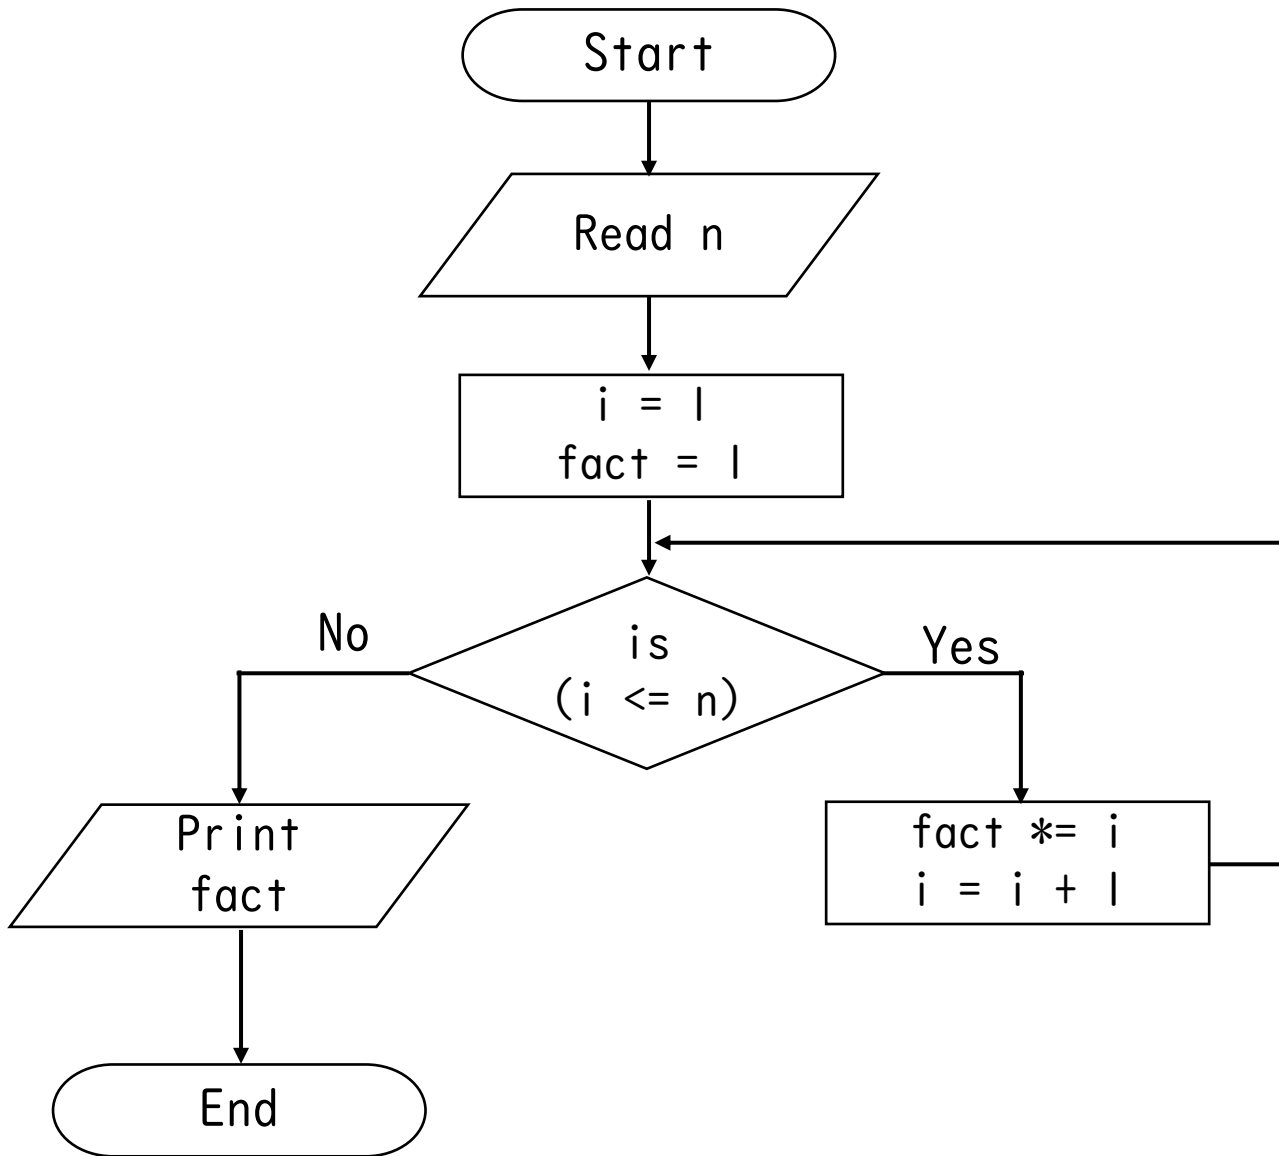 Start
Read n
i = 1
fact = 1
No
is
(i <= n)
Yes
Print
fact
fact *= i
i = i + 1
End